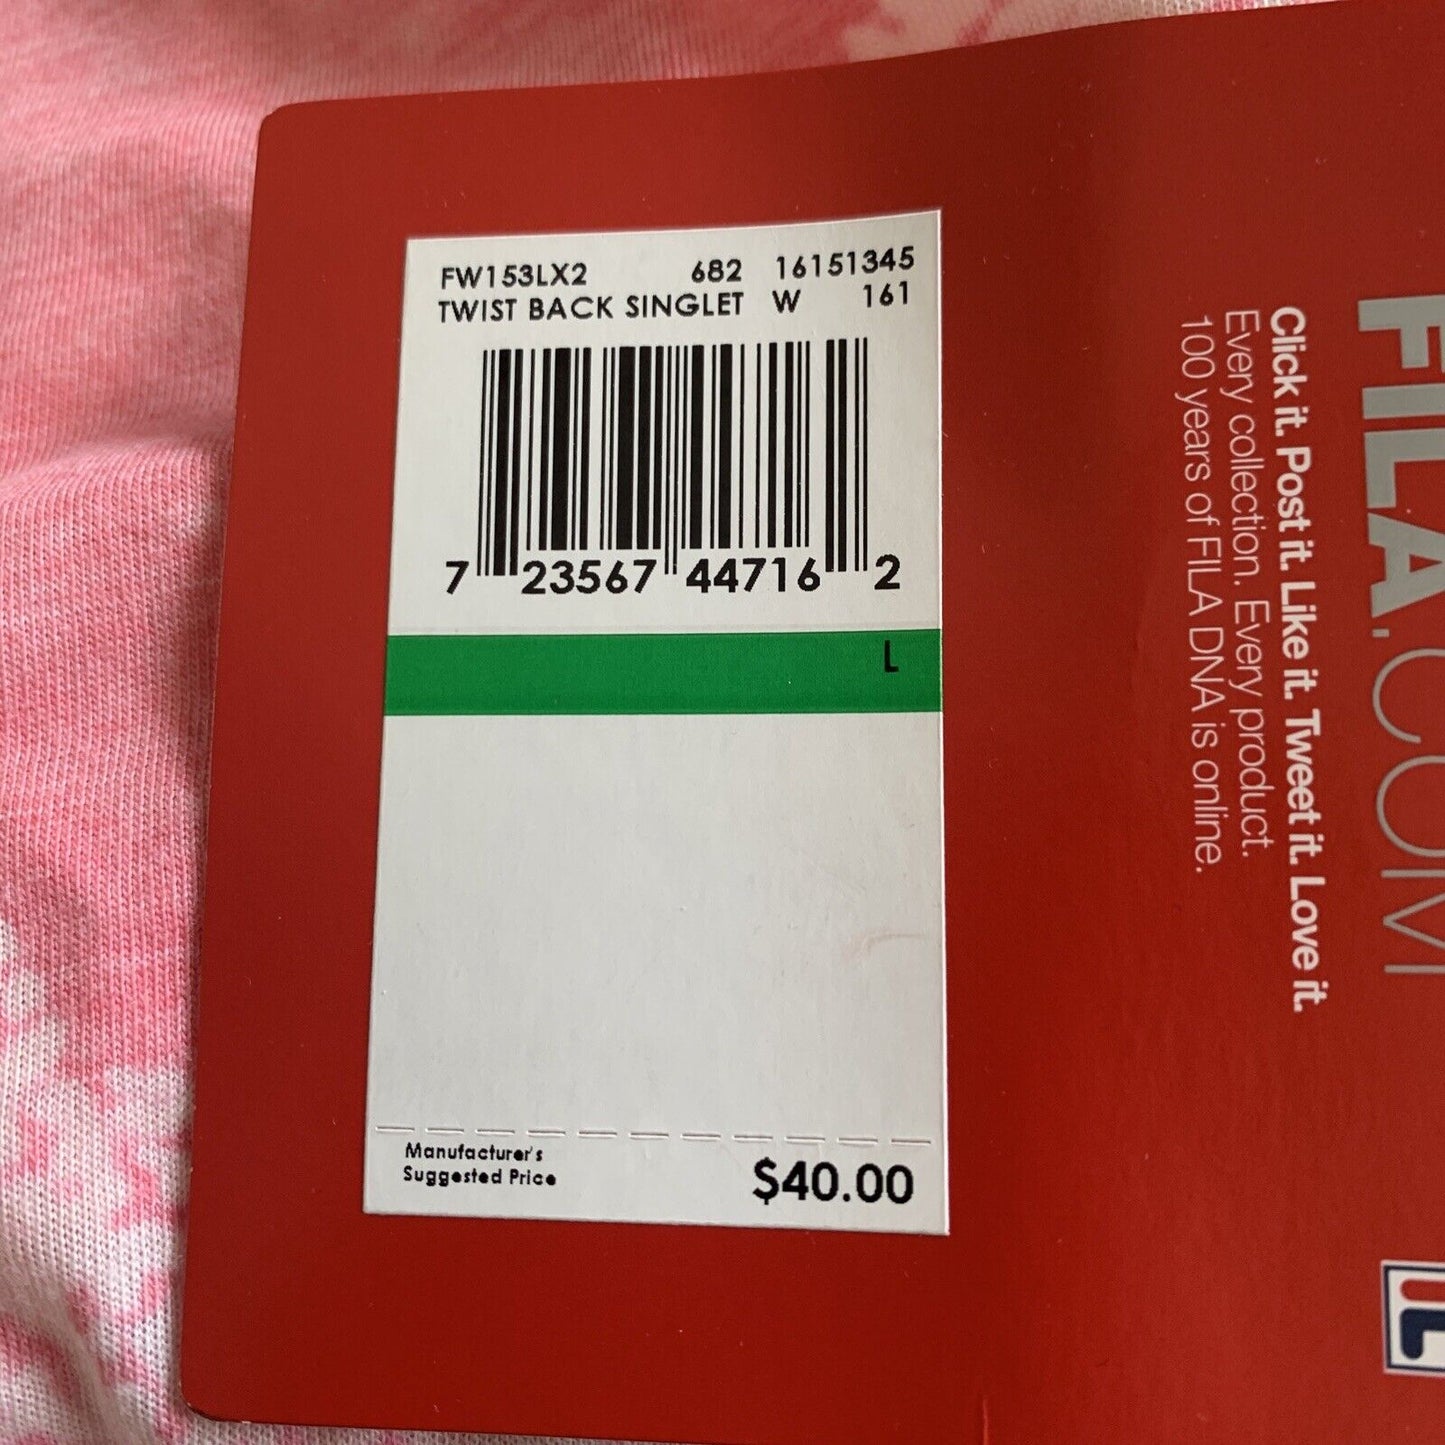 FW153LX2 682 16151345
TWIST BACK SINGLET W 161
7 23567 44716 2
L
Manufacturer's
Suggested Price
$40.00
FILA.COM
Click it. Post it. Like it. Tweet it. Love it.
Every collection. Every product.
100 years of FILA DNA is online.